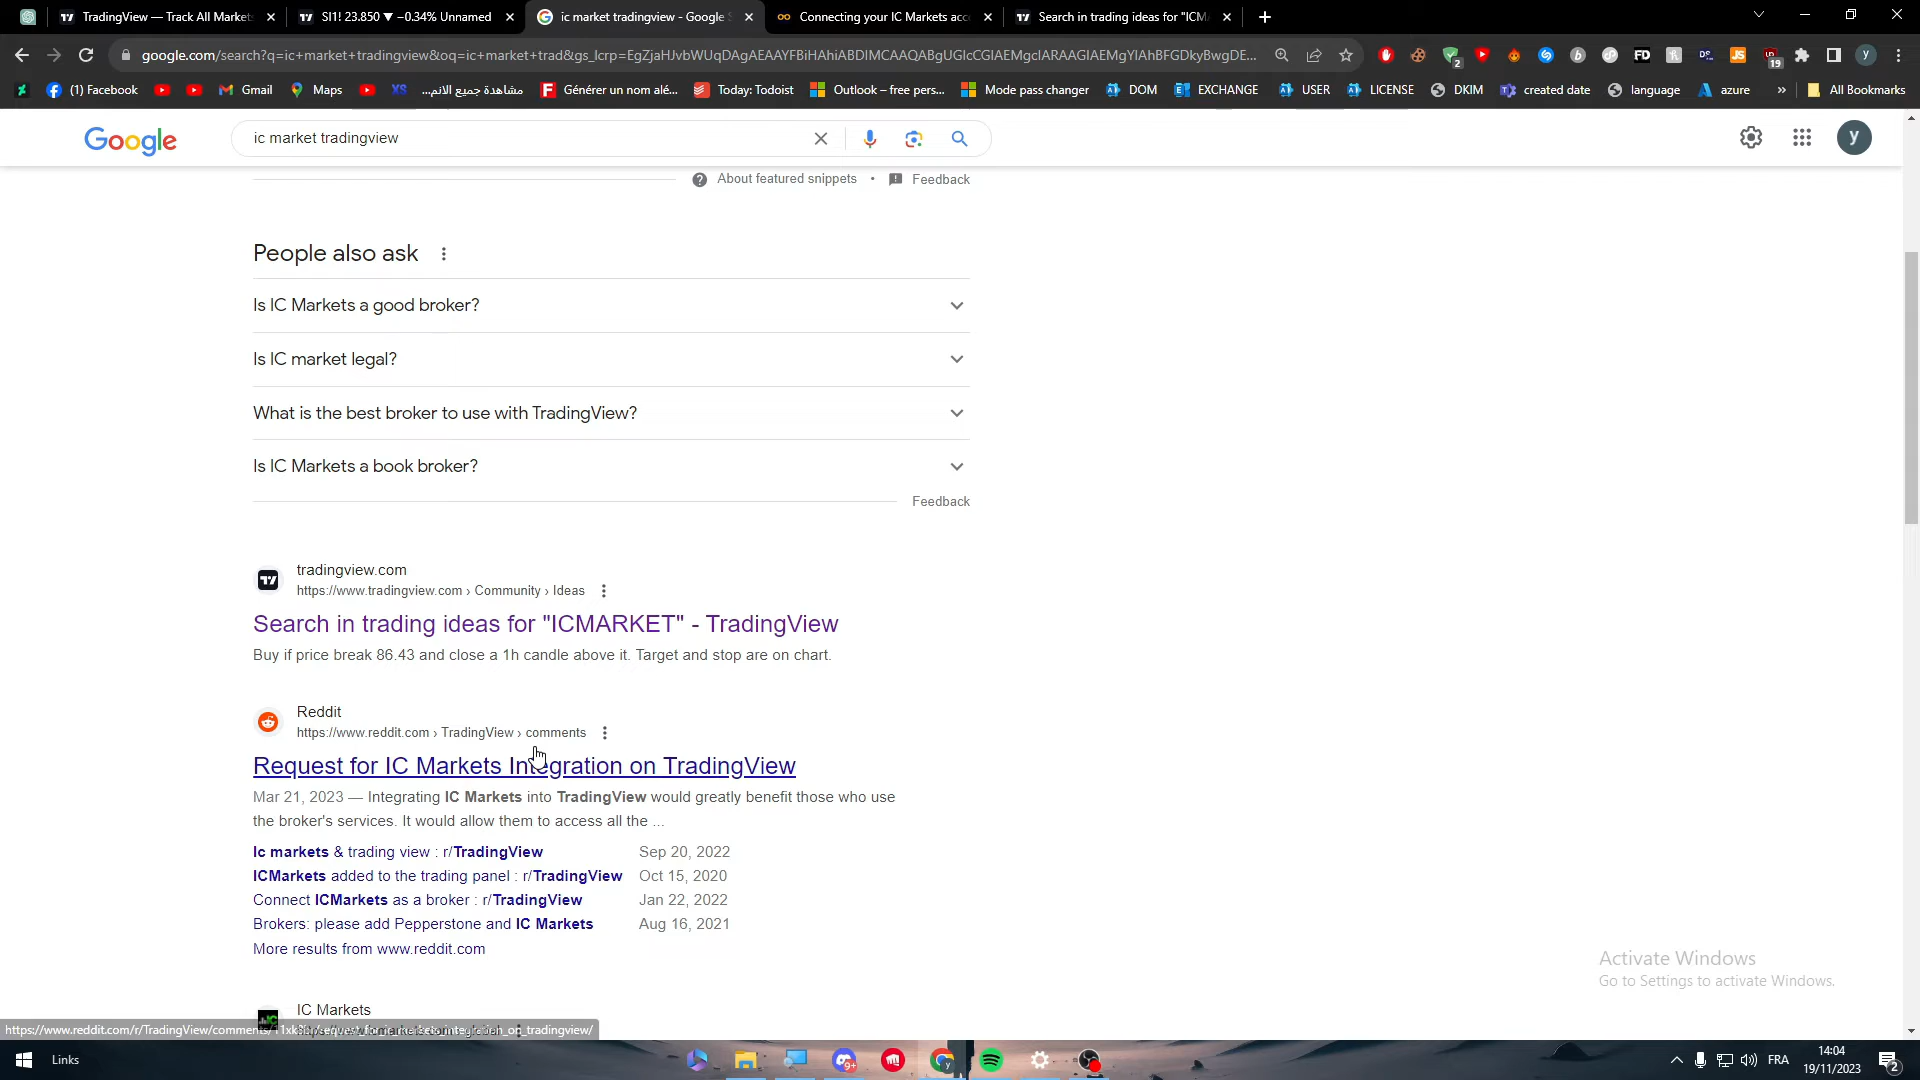 TradingView — Track All Markets
SI1! 23.850 ▼ −0.34% Unnamed
ic market tradingview - Google S
Connecting your IC Markets acc
Search in trading ideas for "ICM
google.com/search?q=ic+market+tradingview&oq=ic+market+trad&gs_lcrp=EgZjaHJvbWUqDAgAEAAYFBiHAhiABDIMCAAQABgUGIcCGIAEMgcIARAAGIAEMgYIAhBFGDkyBwgDE...
(1) Facebook
Gmail
Maps
مشاهدة جميع الانم...
Générer un nom alé...
Today: Todoist
Outlook – free pers...
Mode pass changer
DOM
EXCHANGE
USER
LICENSE
DKIM
created date
language
azure
»
All Bookmarks
Google
ic market tradingview
y
About featured snippets • Feedback
People also ask
Is IC Markets a good broker?
Is IC market legal?
What is the best broker to use with TradingView?
Is IC Markets a book broker?
Feedback
tradingview.com
https://www.tradingview.com › Community › Ideas
Search in trading ideas for "ICMARKET" - TradingView
Buy if price break 86.43 and close a 1h candle above it. Target and stop are on chart.
Reddit
https://www.reddit.com › TradingView › comments
Request for IC Markets Integration on TradingView
Mar 21, 2023 — Integrating IC Markets into TradingView would greatly benefit those who use
the broker's services. It would allow them to access all the ...
Ic markets & trading view : r/TradingView Sep 20, 2022
ICMarkets added to the trading panel : r/TradingView Oct 15, 2020
Connect ICMarkets as a broker : r/TradingView Jan 22, 2022
Brokers: please add Pepperstone and IC Markets Aug 16, 2021
More results from www.reddit.com
Activate Windows
Go to Settings to activate Windows.
IC Markets
https://www.reddit.com/r/TradingView/comments/
Links
FRA
14:04
19/11/2023
2